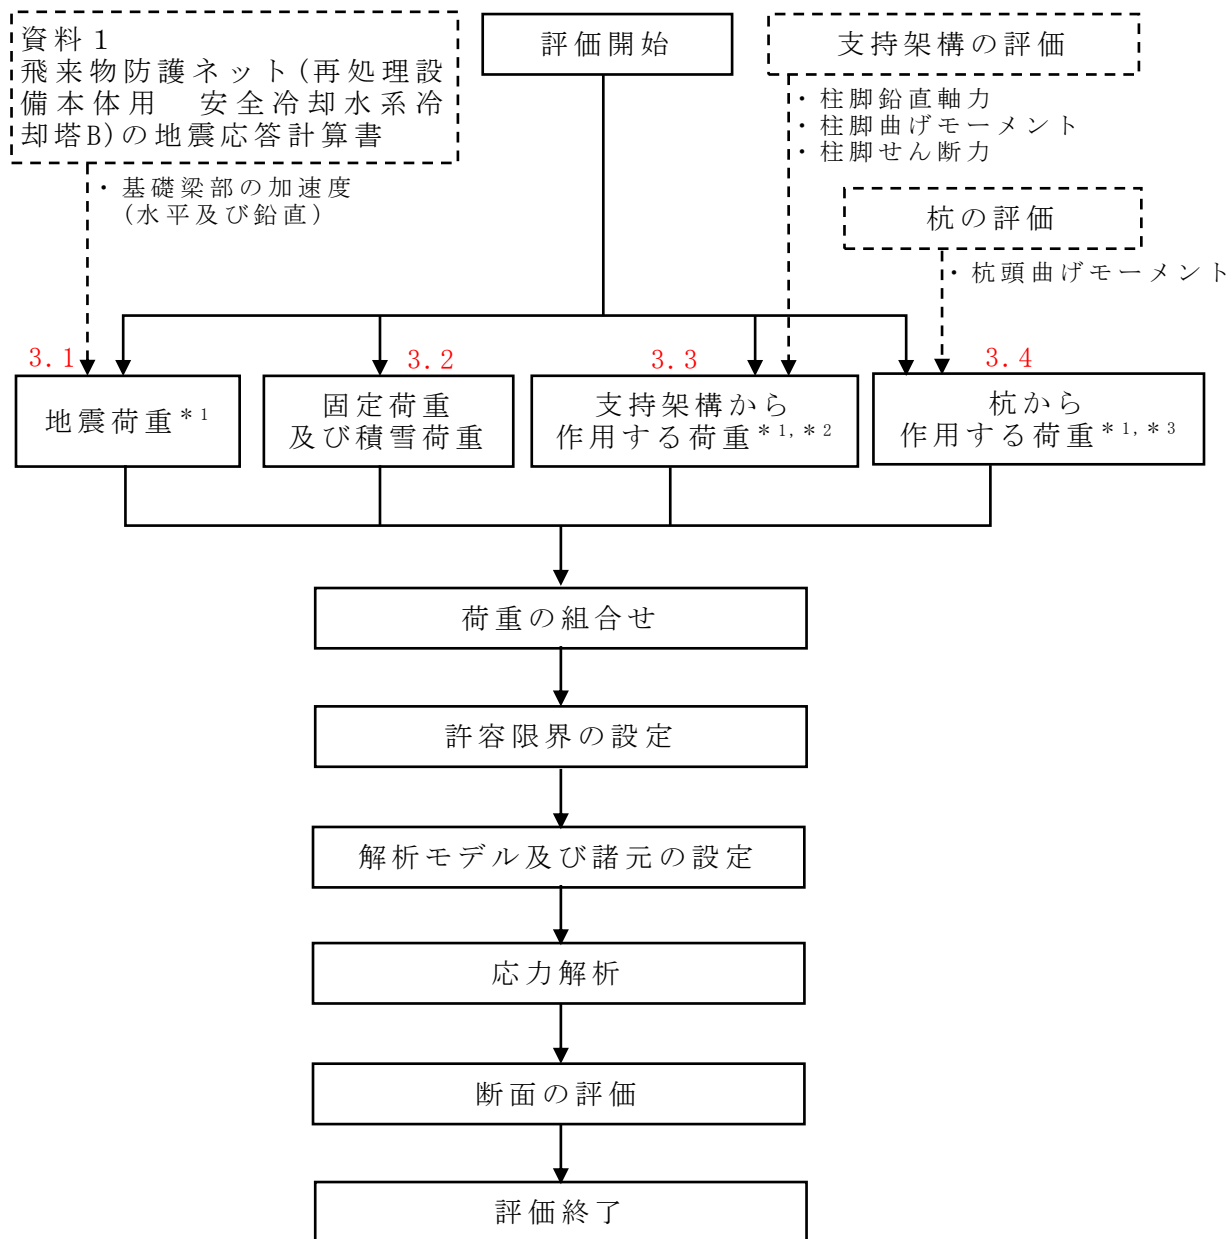 資料１
飛来物防護ネット(再処理設
備本体用　安全冷却水系冷
却塔B)の地震応答計算書
評価開始
支持架構の評価
・柱脚鉛直軸力
・柱脚曲げモーメント
・柱脚せん断力
・基礎梁部の加速度
(水平及び鉛直)
杭の評価
・杭頭曲げモーメント
3.1
3.2
3.3
3.4
地震荷重*1
固定荷重
及び積雪荷重
支持架構から
作用する荷重*1,*2
杭から
作用する荷重*1,*3
荷重の組合せ
許容限界の設定
解析モデル及び諸元の設定
応力解析
断面の評価
評価終了